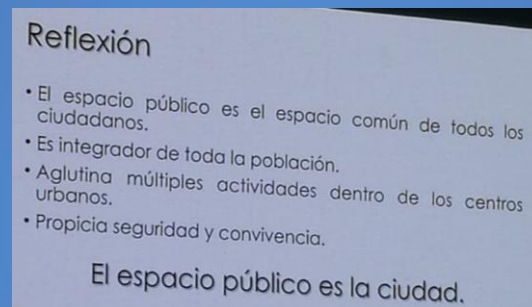 Reflexión
• El espacio público es el espacio común de todos los
ciudadanos.
• Es integrador de toda la población.
• Aglutina múltiples actividades dentro de los centros
urbanos.
• Propicia seguridad y convivencia.
El espacio público es la ciudad.